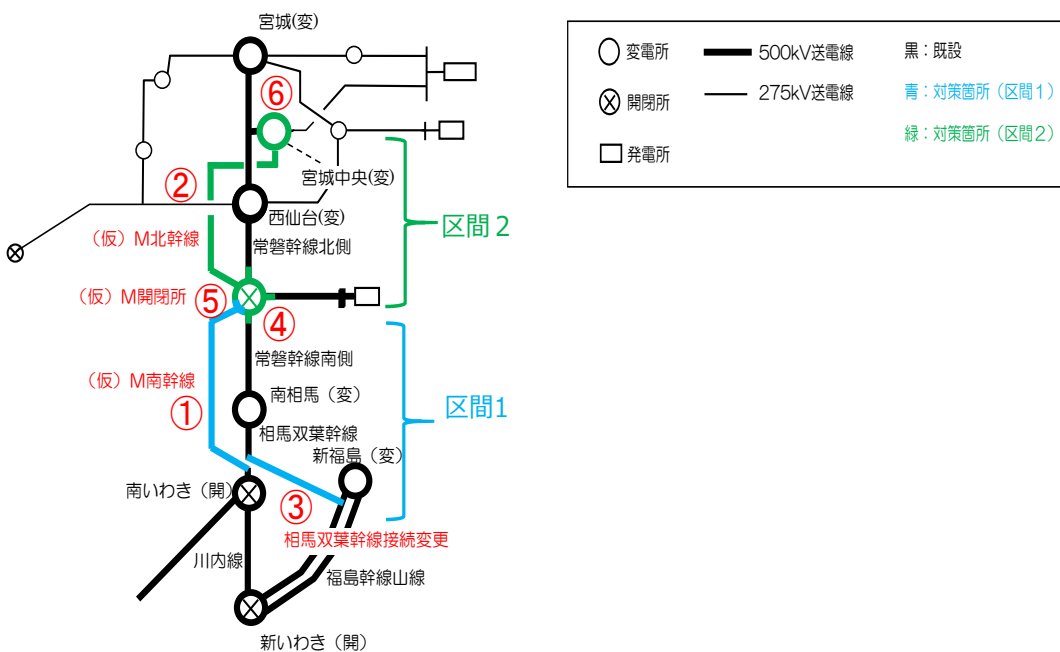 宮城(変)
⑥
宮城中央(変)
②
西仙台(変)
区間２
(仮) M北幹線
常磐幹線北側
(仮) M開閉所
⑤
④
常磐幹線南側
(仮) M南幹線
南相馬 (変)
①
区間1
相馬双葉幹線
新福島 (変)
南いわき (開)
③
相馬双葉幹線接続変更
川内線
福島幹線山線
新いわき (開)
変電所
500kV送電線
黒：既設
開閉所
275kV送電線
青：対策箇所 (区間１)
発電所
緑：対策箇所 (区間２)